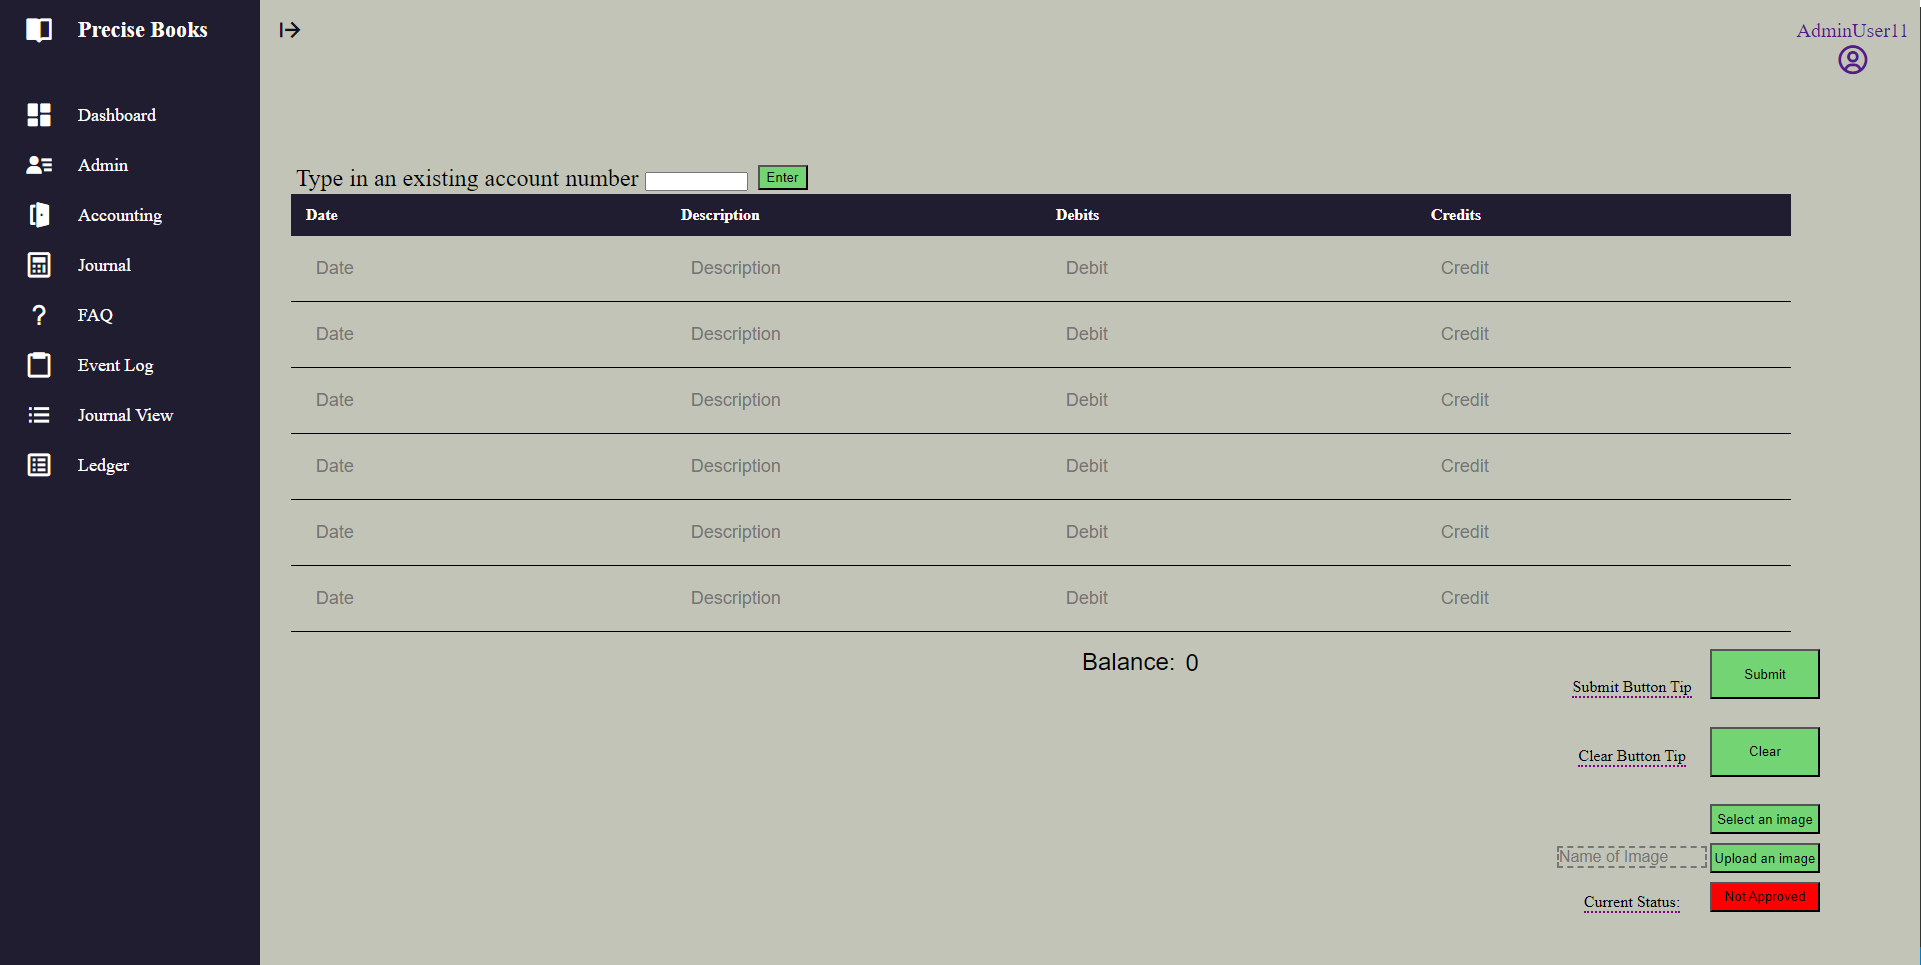 Precise Books
AdminUser11
Dashboard
Admin
Accounting
Journal
FAQ
Event Log
Journal View
Ledger
Type in an existing account number Enter
Date Description Debits Credits
Date Description Debit Credit
Date Description Debit Credit
Date Description Debit Credit
Date Description Debit Credit
Date Description Debit Credit
Date Description Debit Credit
Balance: 0
Submit Button Tip Submit
Clear Button Tip Clear
Select an image
Name of Image Upload an image
Current Status: Not Approved